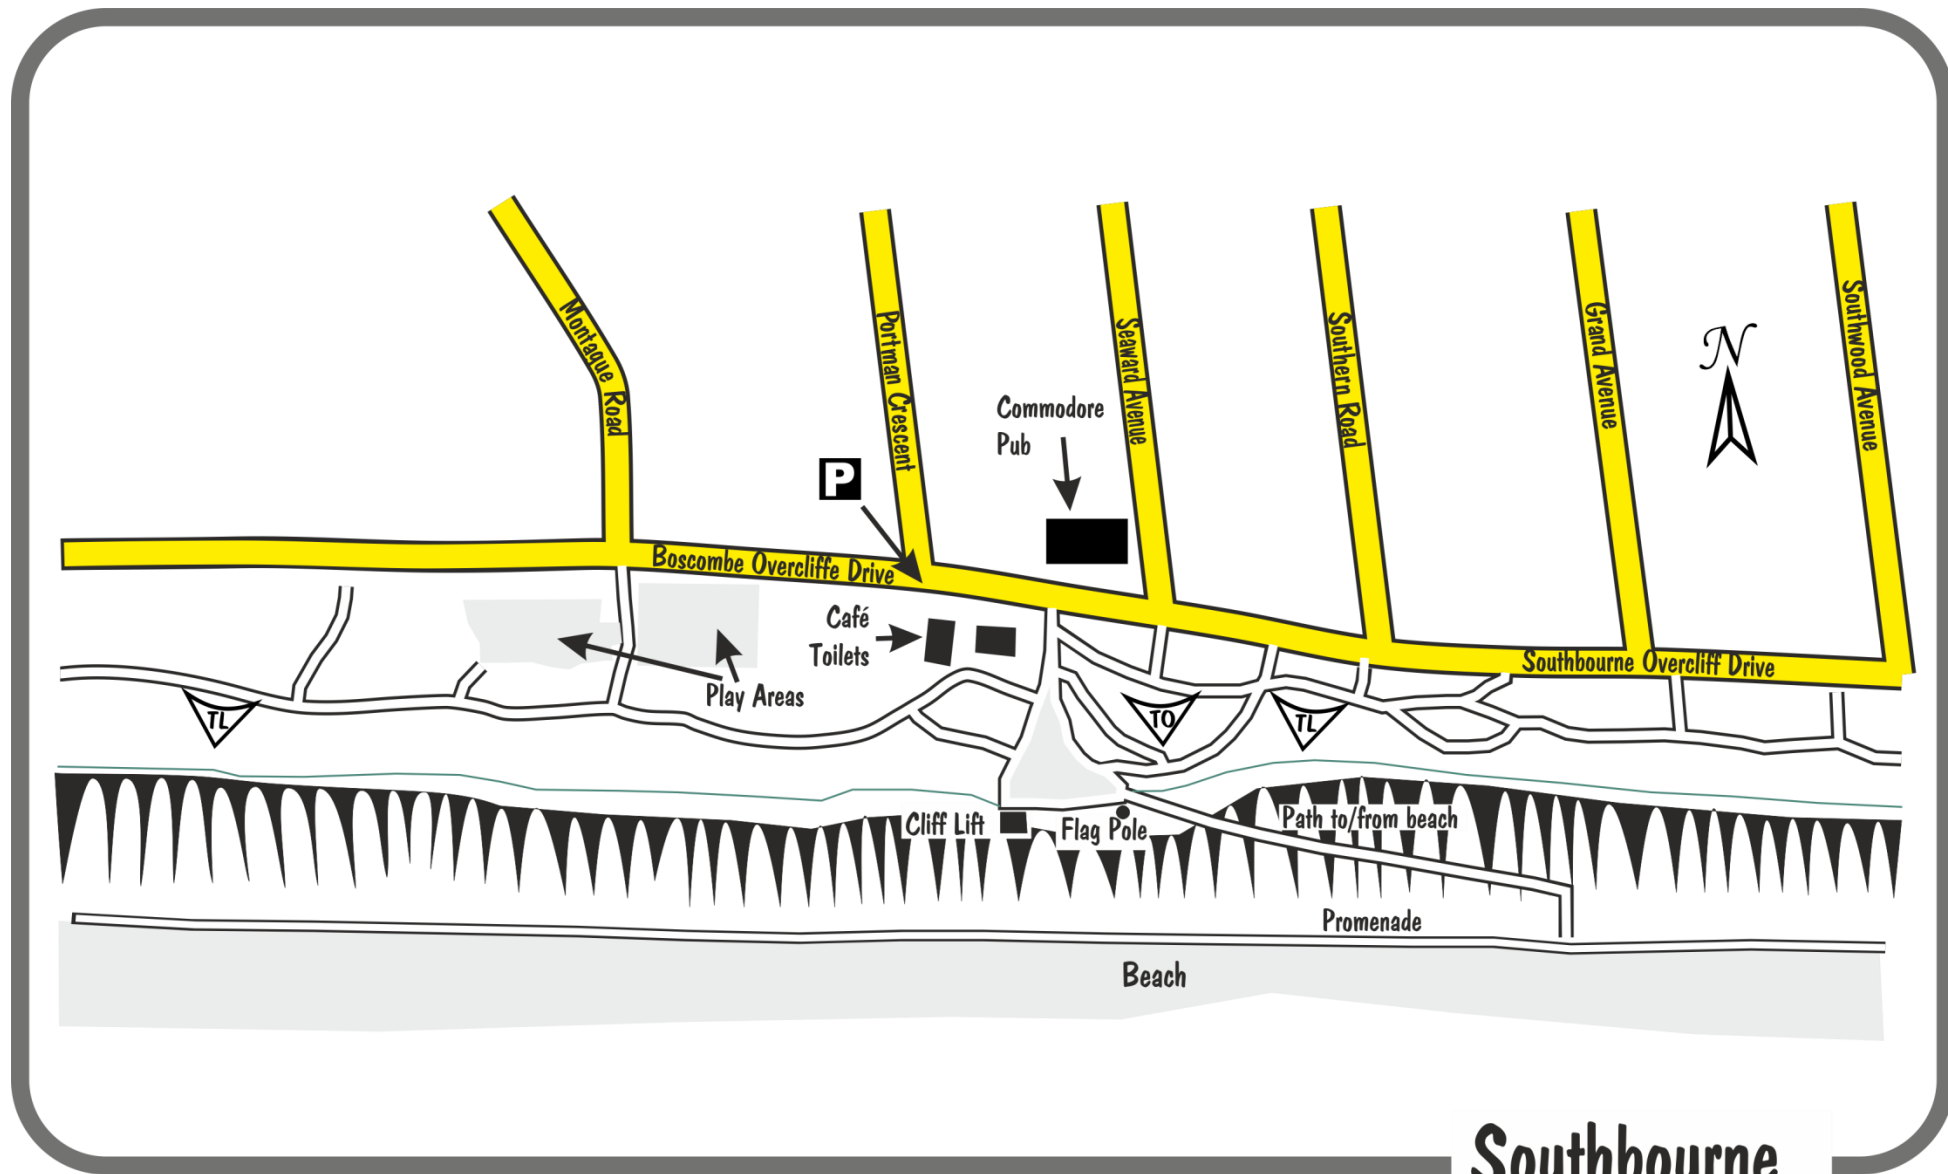 Montaque Road
Portman Crescent
Seaward Avenue
Southern Road
Grand Avenue
Southwood Avenue
N
Commodore
Pub
P
Boscombe Overcliffe Drive
Café
Toilets
Southbourne Overcliff Drive
Play Areas
TL
TO
TL
Cliff Lift
Flag Pole
Path to/from beach
Promenade
Beach
Southbourne